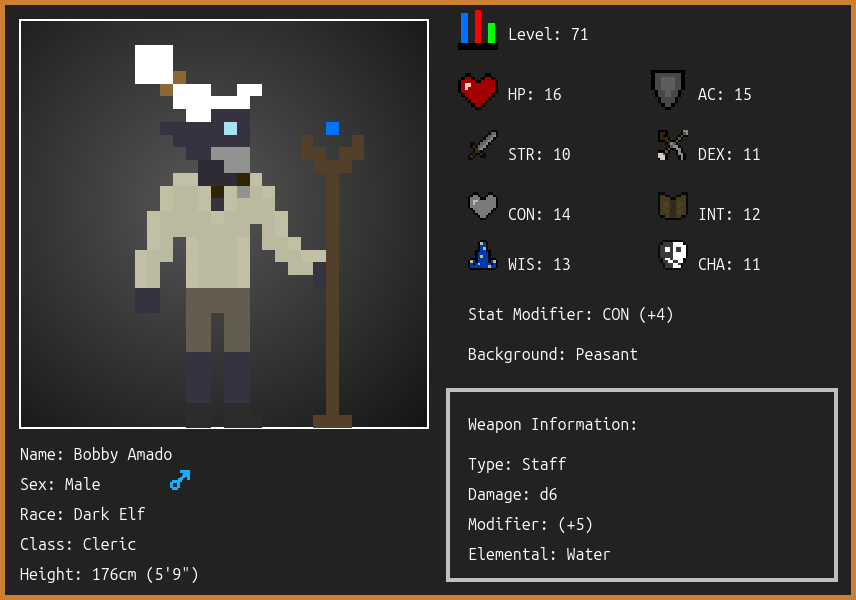 Level: 71
HP: 16
AC: 15
STR: 10
DEX: 11
CON: 14
INT: 12
WIS: 13
CHA: 11
Stat Modifier: CON (+4)
Background: Peasant
Weapon Information:
Type: Staff
Damage: d6
Modifier: (+5)
Elemental: Water
Name: Bobby Amado
Sex: Male
Race: Dark Elf
Class: Cleric
Height: 176cm (5'9")